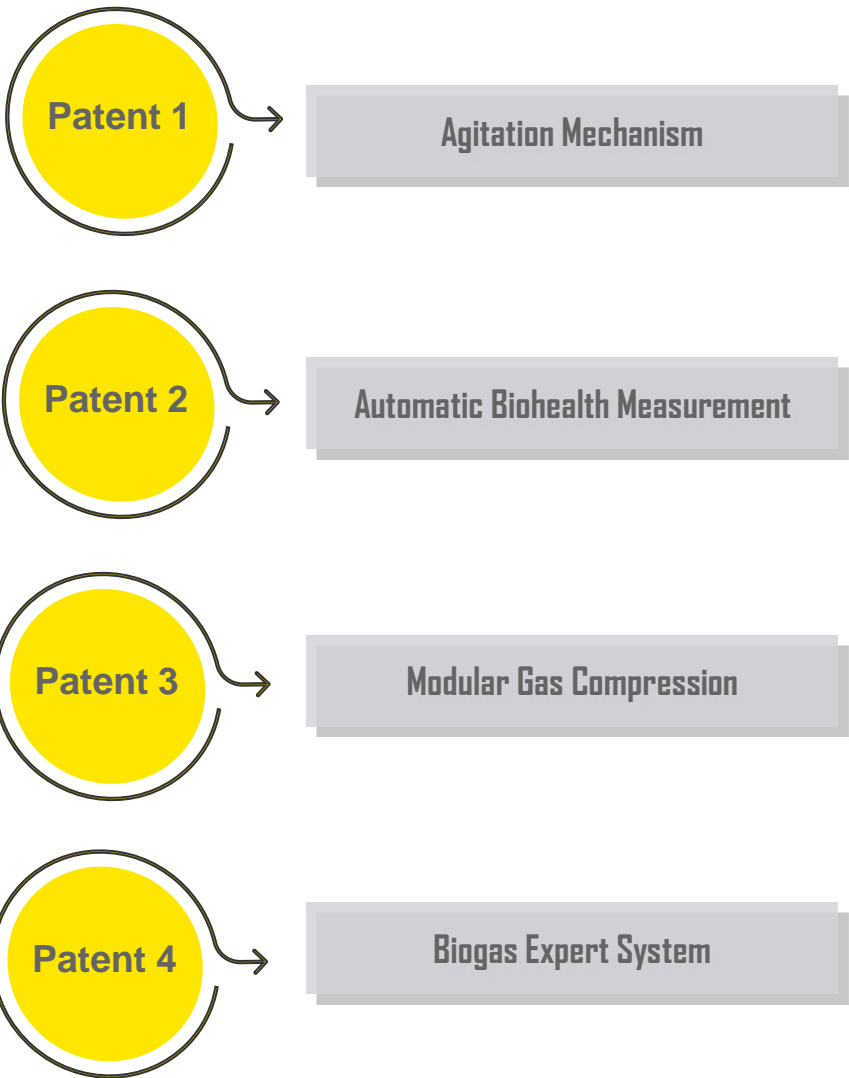 Patent 1
Agitation Mechanism
Patent 2
Automatic Biohealth Measurement
Patent 3
Modular Gas Compression
Patent 4
Biogas Expert System